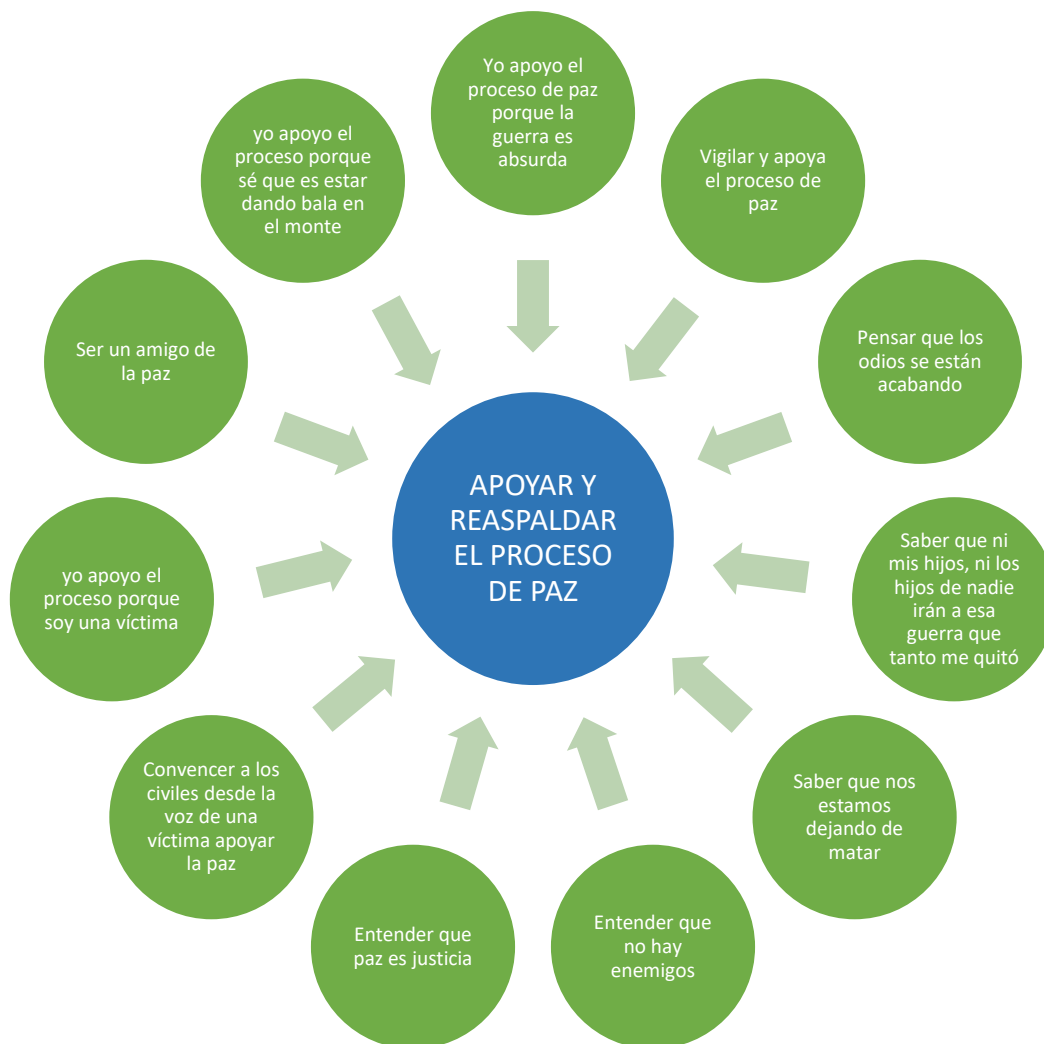 Yo apoyo el
proceso de paz
porque la
guerra es
absurda
Vigilar y apoya
el proceso de
paz
Pensar que los
odios se están
acabando
Saber que ni
mis hijos, ni los
hijos de nadie
irán a esa
guerra que
tanto me quitó
Saber que nos
estamos
dejando de
matar
Entender que
no hay
enemigos
Entender que
paz es justicia
Convencer a los
civiles desde la
voz de una
víctima apoyar
la paz
yo apoyo el
proceso porque
soy una víctima
Ser un amigo de
la paz
yo apoyo el
proceso porque
sé que es estar
dando bala en
el monte
APOYAR Y
REASPALDAR
EL PROCESO
DE PAZ